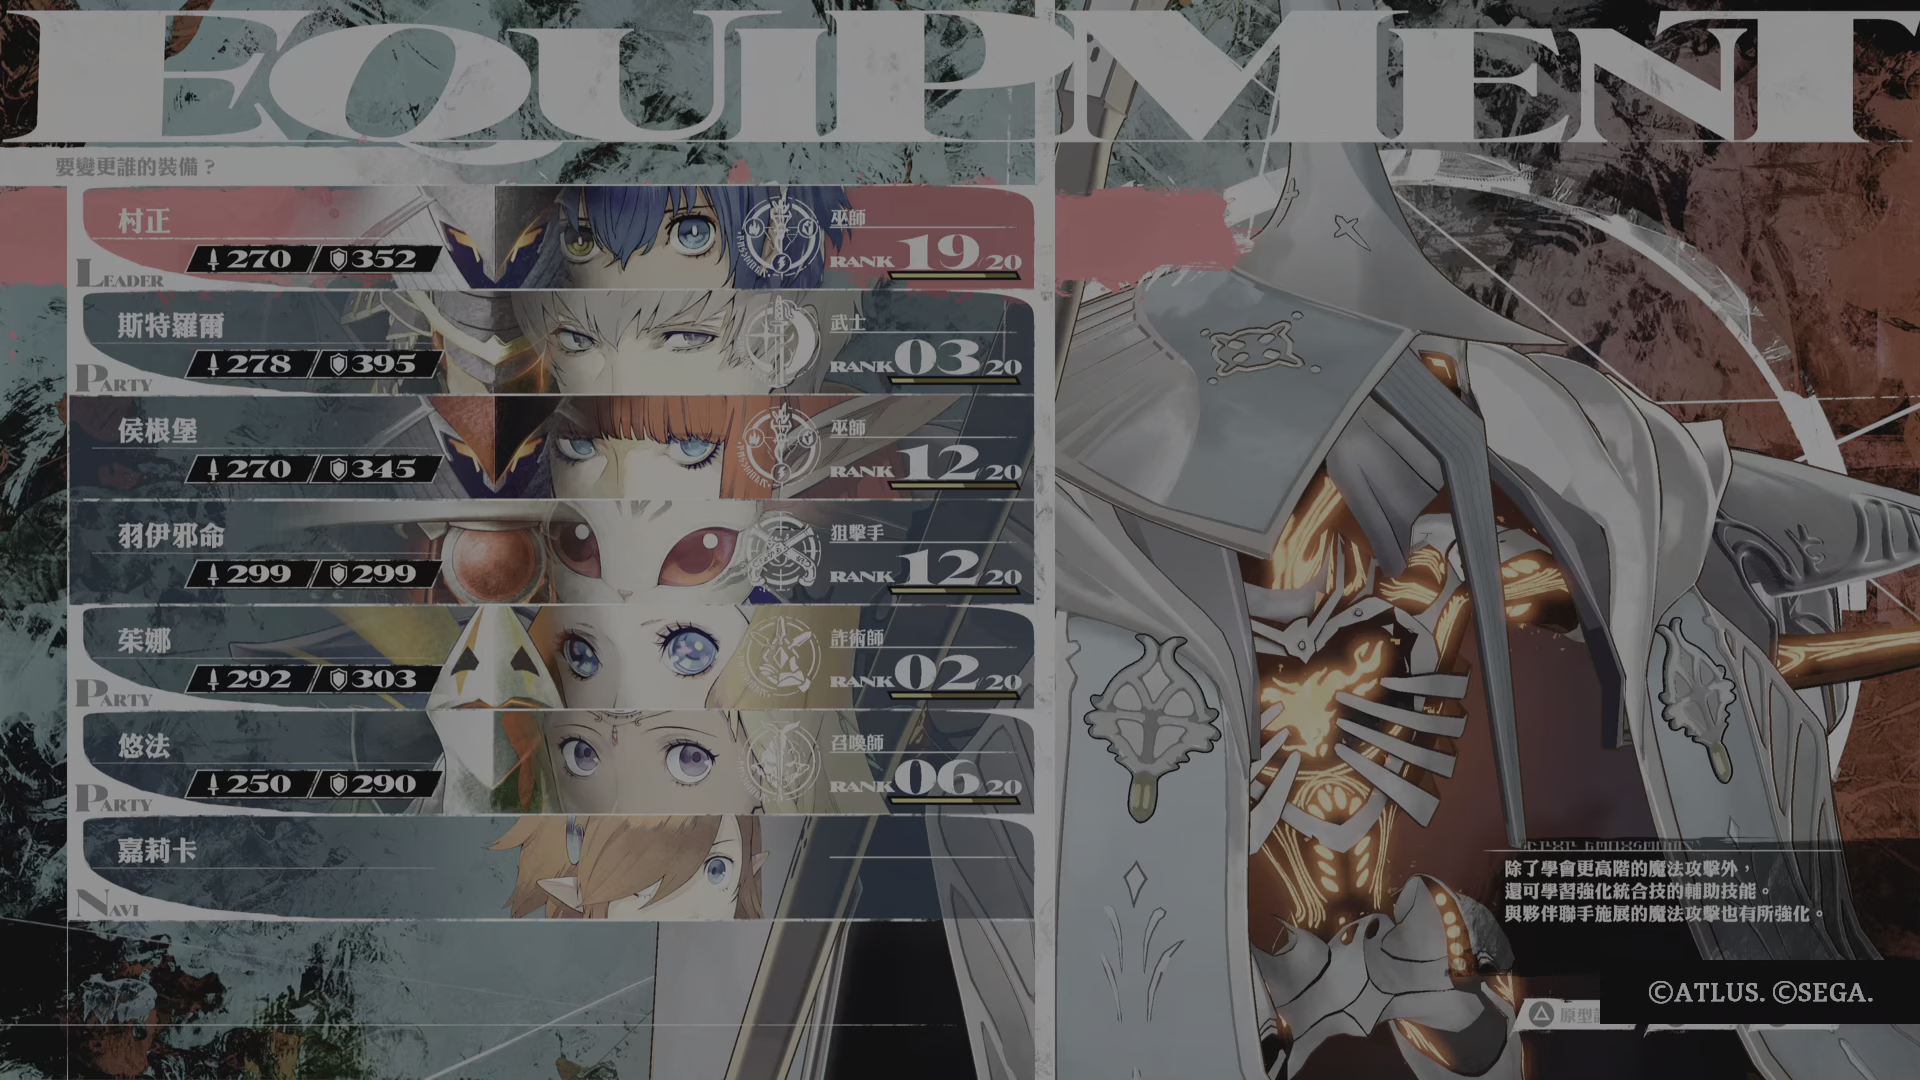 EQUIPMENT
要變更誰的裝備？
村正
270 352
LEADER
巫師
RANK 19/20
斯特羅爾
278 395
PARTY
武士
RANK 03/20
侯根堡
270 345
巫師
RANK 12/20
羽伊邪命
299 299
狙擊手
RANK 12/20
茱娜
292 303
PARTY
詐術師
RANK 02/20
悠法
250 290
PARTY
召喚師
RANK 06/20
嘉莉卡
NAVI
除了學會更高階的魔法攻擊外，
還可學習強化統合技的輔助技能。
與夥伴聯手施展的魔法攻擊也有所強化。
原型
©ATLUS. ©SEGA.